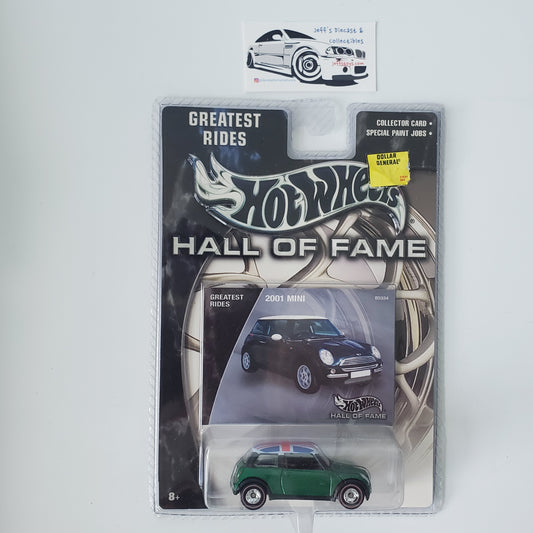 Jeff's Diecast &
collectibles
GREATEST
RIDES
COLLECTOR CARD •
SPECIAL PAINT JOBS •
DOLLAR
GENERAL
HOT WHEELS
®
HALL OF FAME
GREATEST
RIDES
2001 MINI
HOT WHEELS
HALL OF FAME
8+